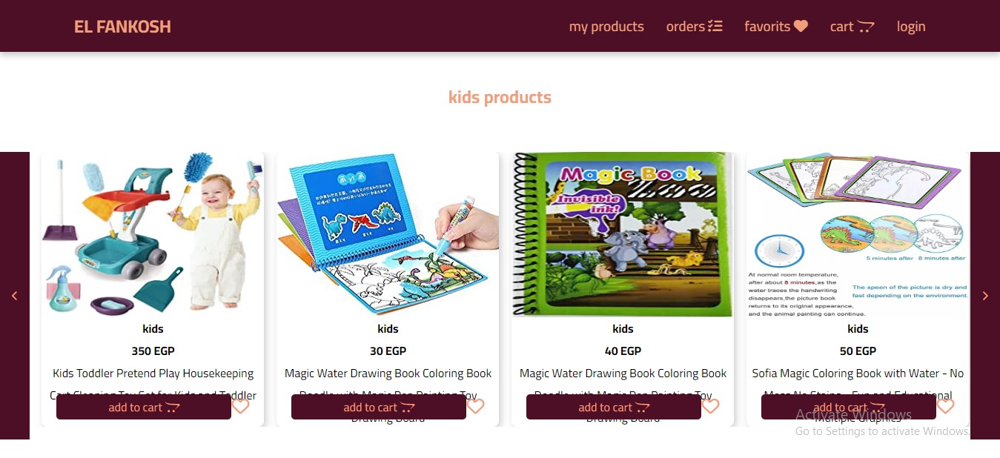 EL FANKOSH
my products
orders
favorites
cart
login
kids products
Magic Book
Invisible
ink!
5 minutes after 8 minutes after
At normal room temperature,
after about 8 minutes,as the
water traces the handwriting
disappears,the picture book
returns to its original appearance,
and the animal painting can continue.
The speen of the picture is dry and
fast depending on the environment.
kids
350 EGP
Kids Toddler Pretend Play Housekeeping
Cart Cleaning Toy Set for Kids and Toddler
add to cart
kids
30 EGP
Magic Water Drawing Book Coloring Book
Doodle with Magic Pen Painting Toy
Drawing Board
add to cart
kids
40 EGP
Magic Water Drawing Book Coloring Book
Doodle with Magic Pen Painting Toy
Drawing Board
add to cart
kids
50 EGP
Sofia Magic Coloring Book with Water - No
Mess No Stains - Fun and Educational
Multiple Graphics
add to cart
Activate Windows
Go to Settings to activate Windows.